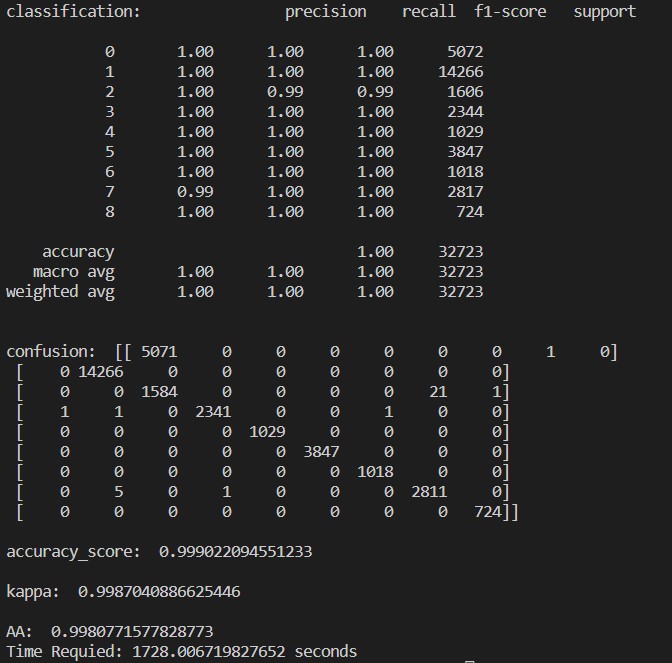 classification:               precision    recall  f1-score   support

           0       1.00      1.00      1.00      5072
           1       1.00      1.00      1.00     14266
           2       1.00      0.99      0.99      1606
           3       1.00      1.00      1.00      2344
           4       1.00      1.00      1.00      1029
           5       1.00      1.00      1.00      3847
           6       1.00      1.00      1.00      1018
           7       0.99      1.00      1.00      2817
           8       1.00      1.00      1.00       724

    accuracy                           1.00     32723
   macro avg       1.00      1.00      1.00     32723
weighted avg       1.00      1.00      1.00     32723

confusion:  [[ 5071     0     0     0     0     0     0     1     0]
 [    0 14266     0     0     0     0     0     0     0]
 [    0     0  1584     0     0     0     0    21     1]
 [    1     1     0  2341     0     0     1     0     0]
 [    0     0     0     0  1029     0     0     0     0]
 [    0     0     0     0     0  3847     0     0     0]
 [    0     0     0     0     0     0  1018     0     0]
 [    0     5     0     1     0     0     0  2811     0]
 [    0     0     0     0     0     0     0     0   724]]

accuracy_score:  0.999022094551233

kappa:  0.9987040886625446

AA:  0.9980771577828773
Time Requied: 1728.006719827652 seconds